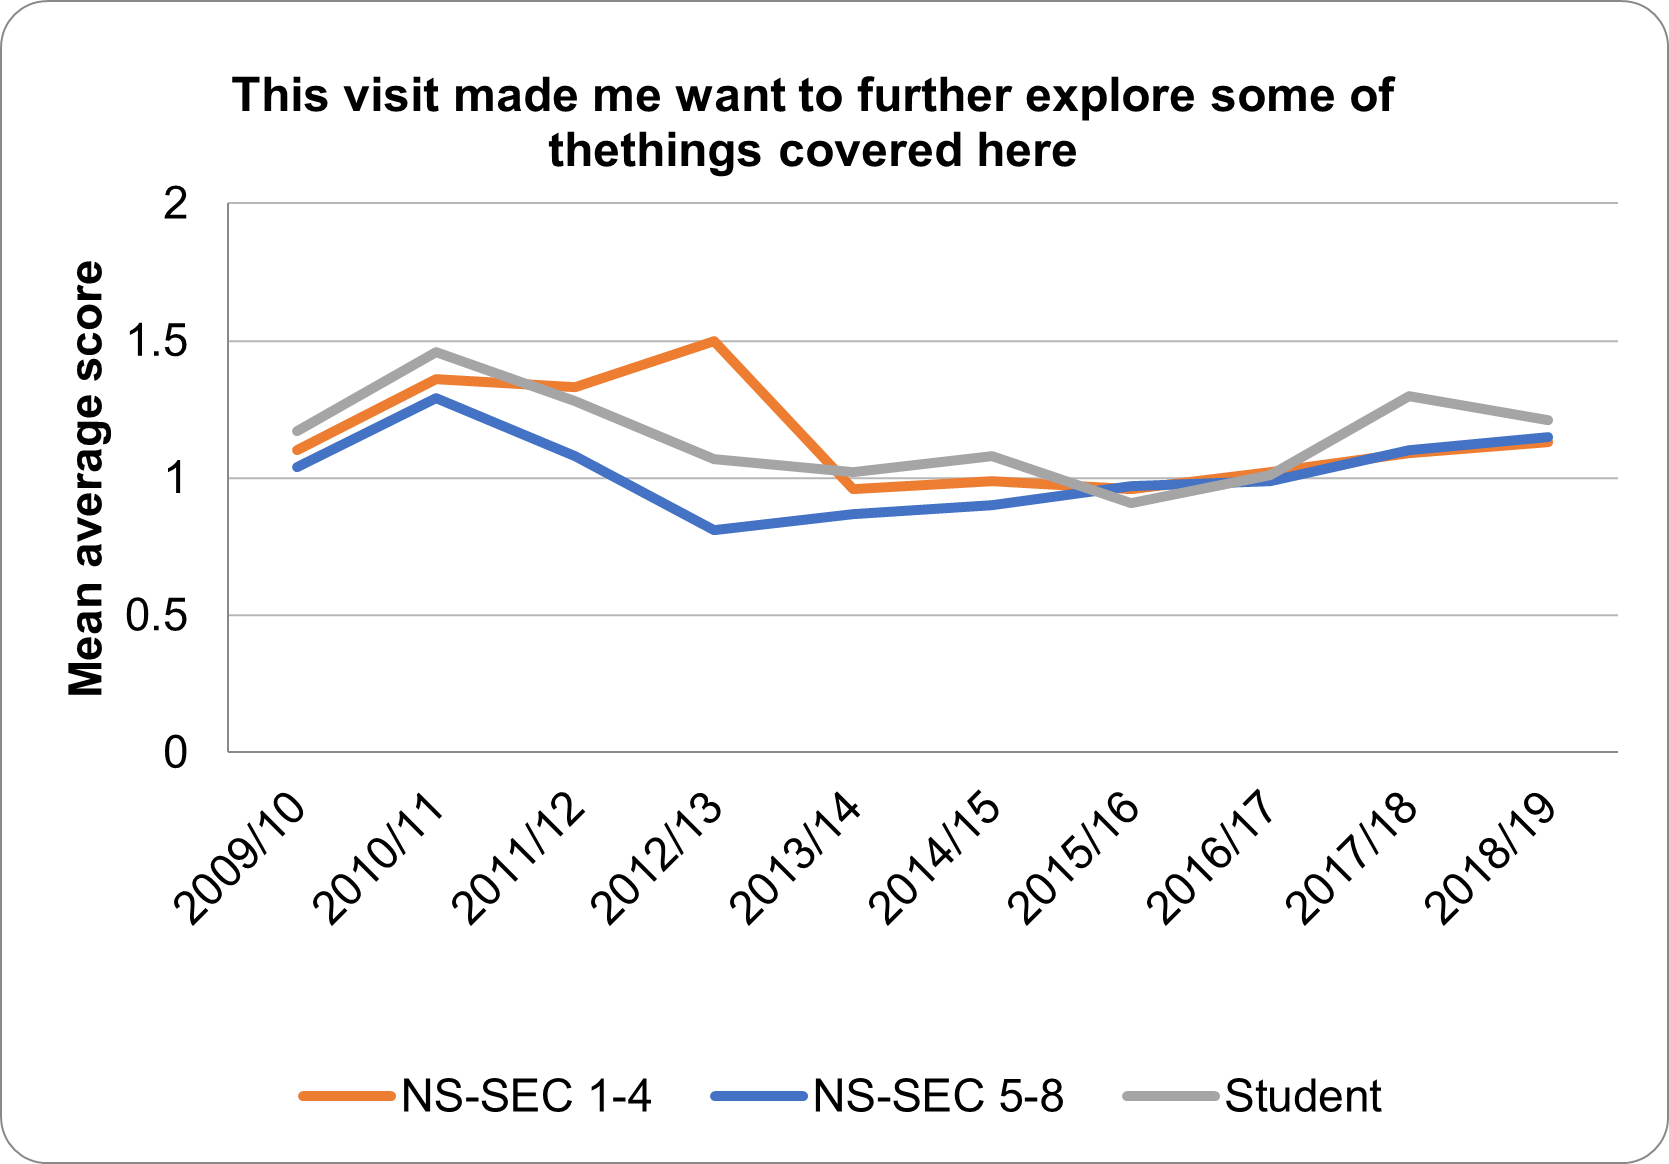 This visit made me want to further explore some of
thethings covered here
Mean average score
2
1.5
1
0.5
0
2009/10
2010/11
2011/12
2012/13
2013/14
2014/15
2015/16
2016/17
2017/18
2018/19
NS-SEC 1-4
NS-SEC 5-8
Student